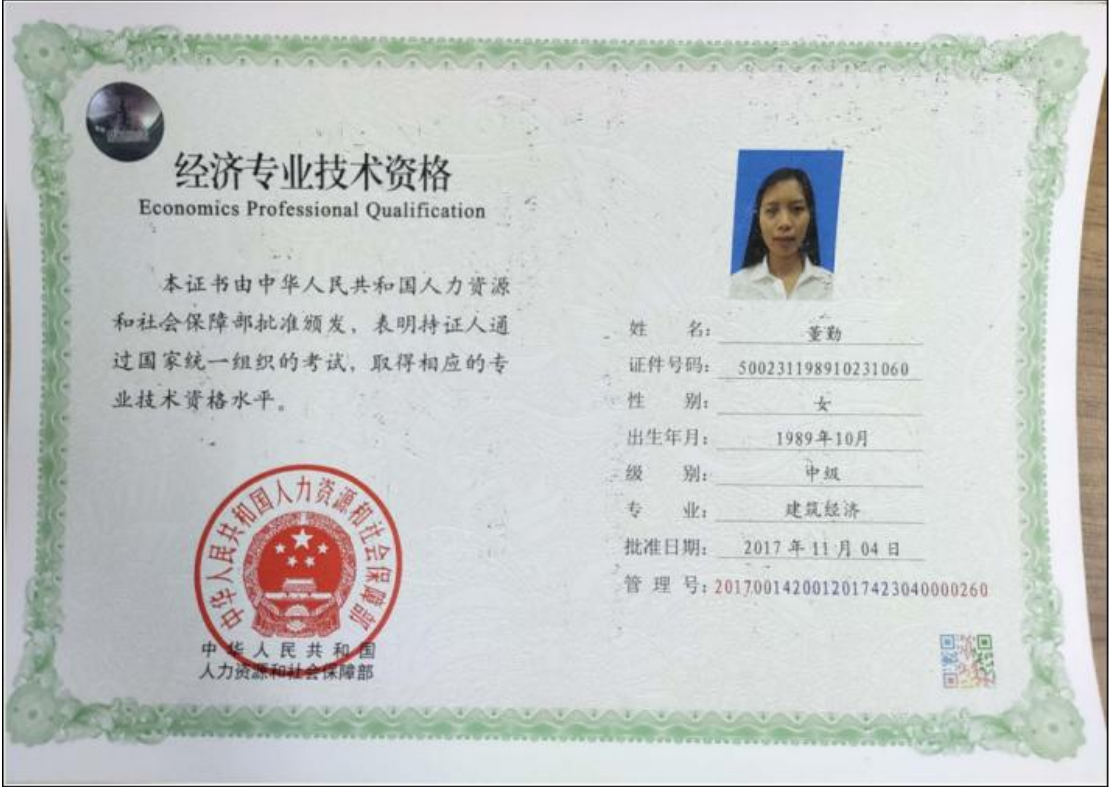 经济专业技术资格
Economics Professional Qualification
本证书由中华人民共和国人力资源
和社会保障部批准颁发，表明持证人通
过国家统一组织的考试，取得相应的专
业技术资格水平。
中华人民共和国人力资源和社会保障部
中华人民共和国
人力资源和社会保障部
姓 名： 董勤
证件号码： 500231198910231060
性 别： 女
出生年月： 1989年10月
级 别： 中级
专 业： 建筑经济
批准日期： 2017 年 11 月 04 日
管 理 号：2017001420012017423040000260